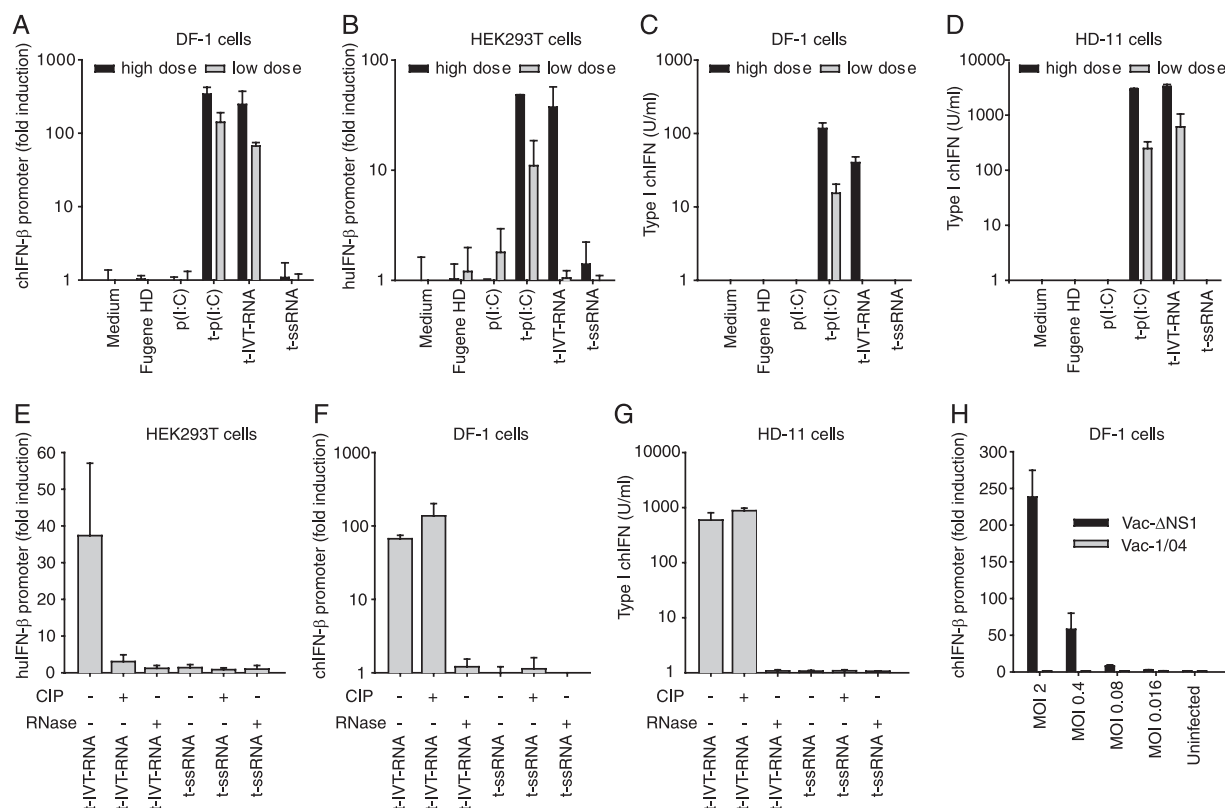 A
DF-1 cells
high dose
low dose
chIFN-β promoter (fold induction)
1000
100
10
1
Medium
Fugene HD
p(I:C)
t-p(I:C)
t-IVT-RNA
t-ssRNA
B
HEK293T cells
high dose
low dose
huIFN-β promoter (fold induction)
100
10
1
Medium
Fugene HD
p(I:C)
t-p(I:C)
t-IVT-RNA
t-ssRNA
C
DF-1 cells
high dose
low dose
Type I chIFN (U/ml)
1000
100
10
1
Medium
Fugene HD
p(I:C)
t-p(I:C)
t-IVT-RNA
t-ssRNA
D
HD-11 cells
high dose
low dose
Type I chIFN (U/ml)
10000
1000
100
10
1
Medium
Fugene HD
p(I:C)
t-p(I:C)
t-IVT-RNA
t-ssRNA
E
HEK293T cells
huIFN-β promoter (fold induction)
60
50
40
30
20
10
0
CIP - + - - + -
RNase - - + - - +
t-IVT-RNA
t-IVT-RNA
t-IVT-RNA
t-ssRNA
t-ssRNA
t-ssRNA
F
DF-1 cells
chIFN-β promoter (fold induction)
1000
100
10
1
CIP - + - - + -
RNase - - + - - +
t-IVT-RNA
t-IVT-RNA
t-IVT-RNA
t-ssRNA
t-ssRNA
t-ssRNA
G
HD-11 cells
Type I chIFN (U/ml)
10000
1000
100
10
1
CIP - + - - + -
RNase - - + - - +
t-IVT-RNA
t-IVT-RNA
t-IVT-RNA
t-ssRNA
t-ssRNA
t-ssRNA
H
DF-1 cells
chIFN-β promoter (fold induction)
300
250
200
150
100
50
0
Vac-ΔNS1
Vac-1/04
MOI 2
MOI 0.4
MOI 0.08
MOI 0.016
Uninfected